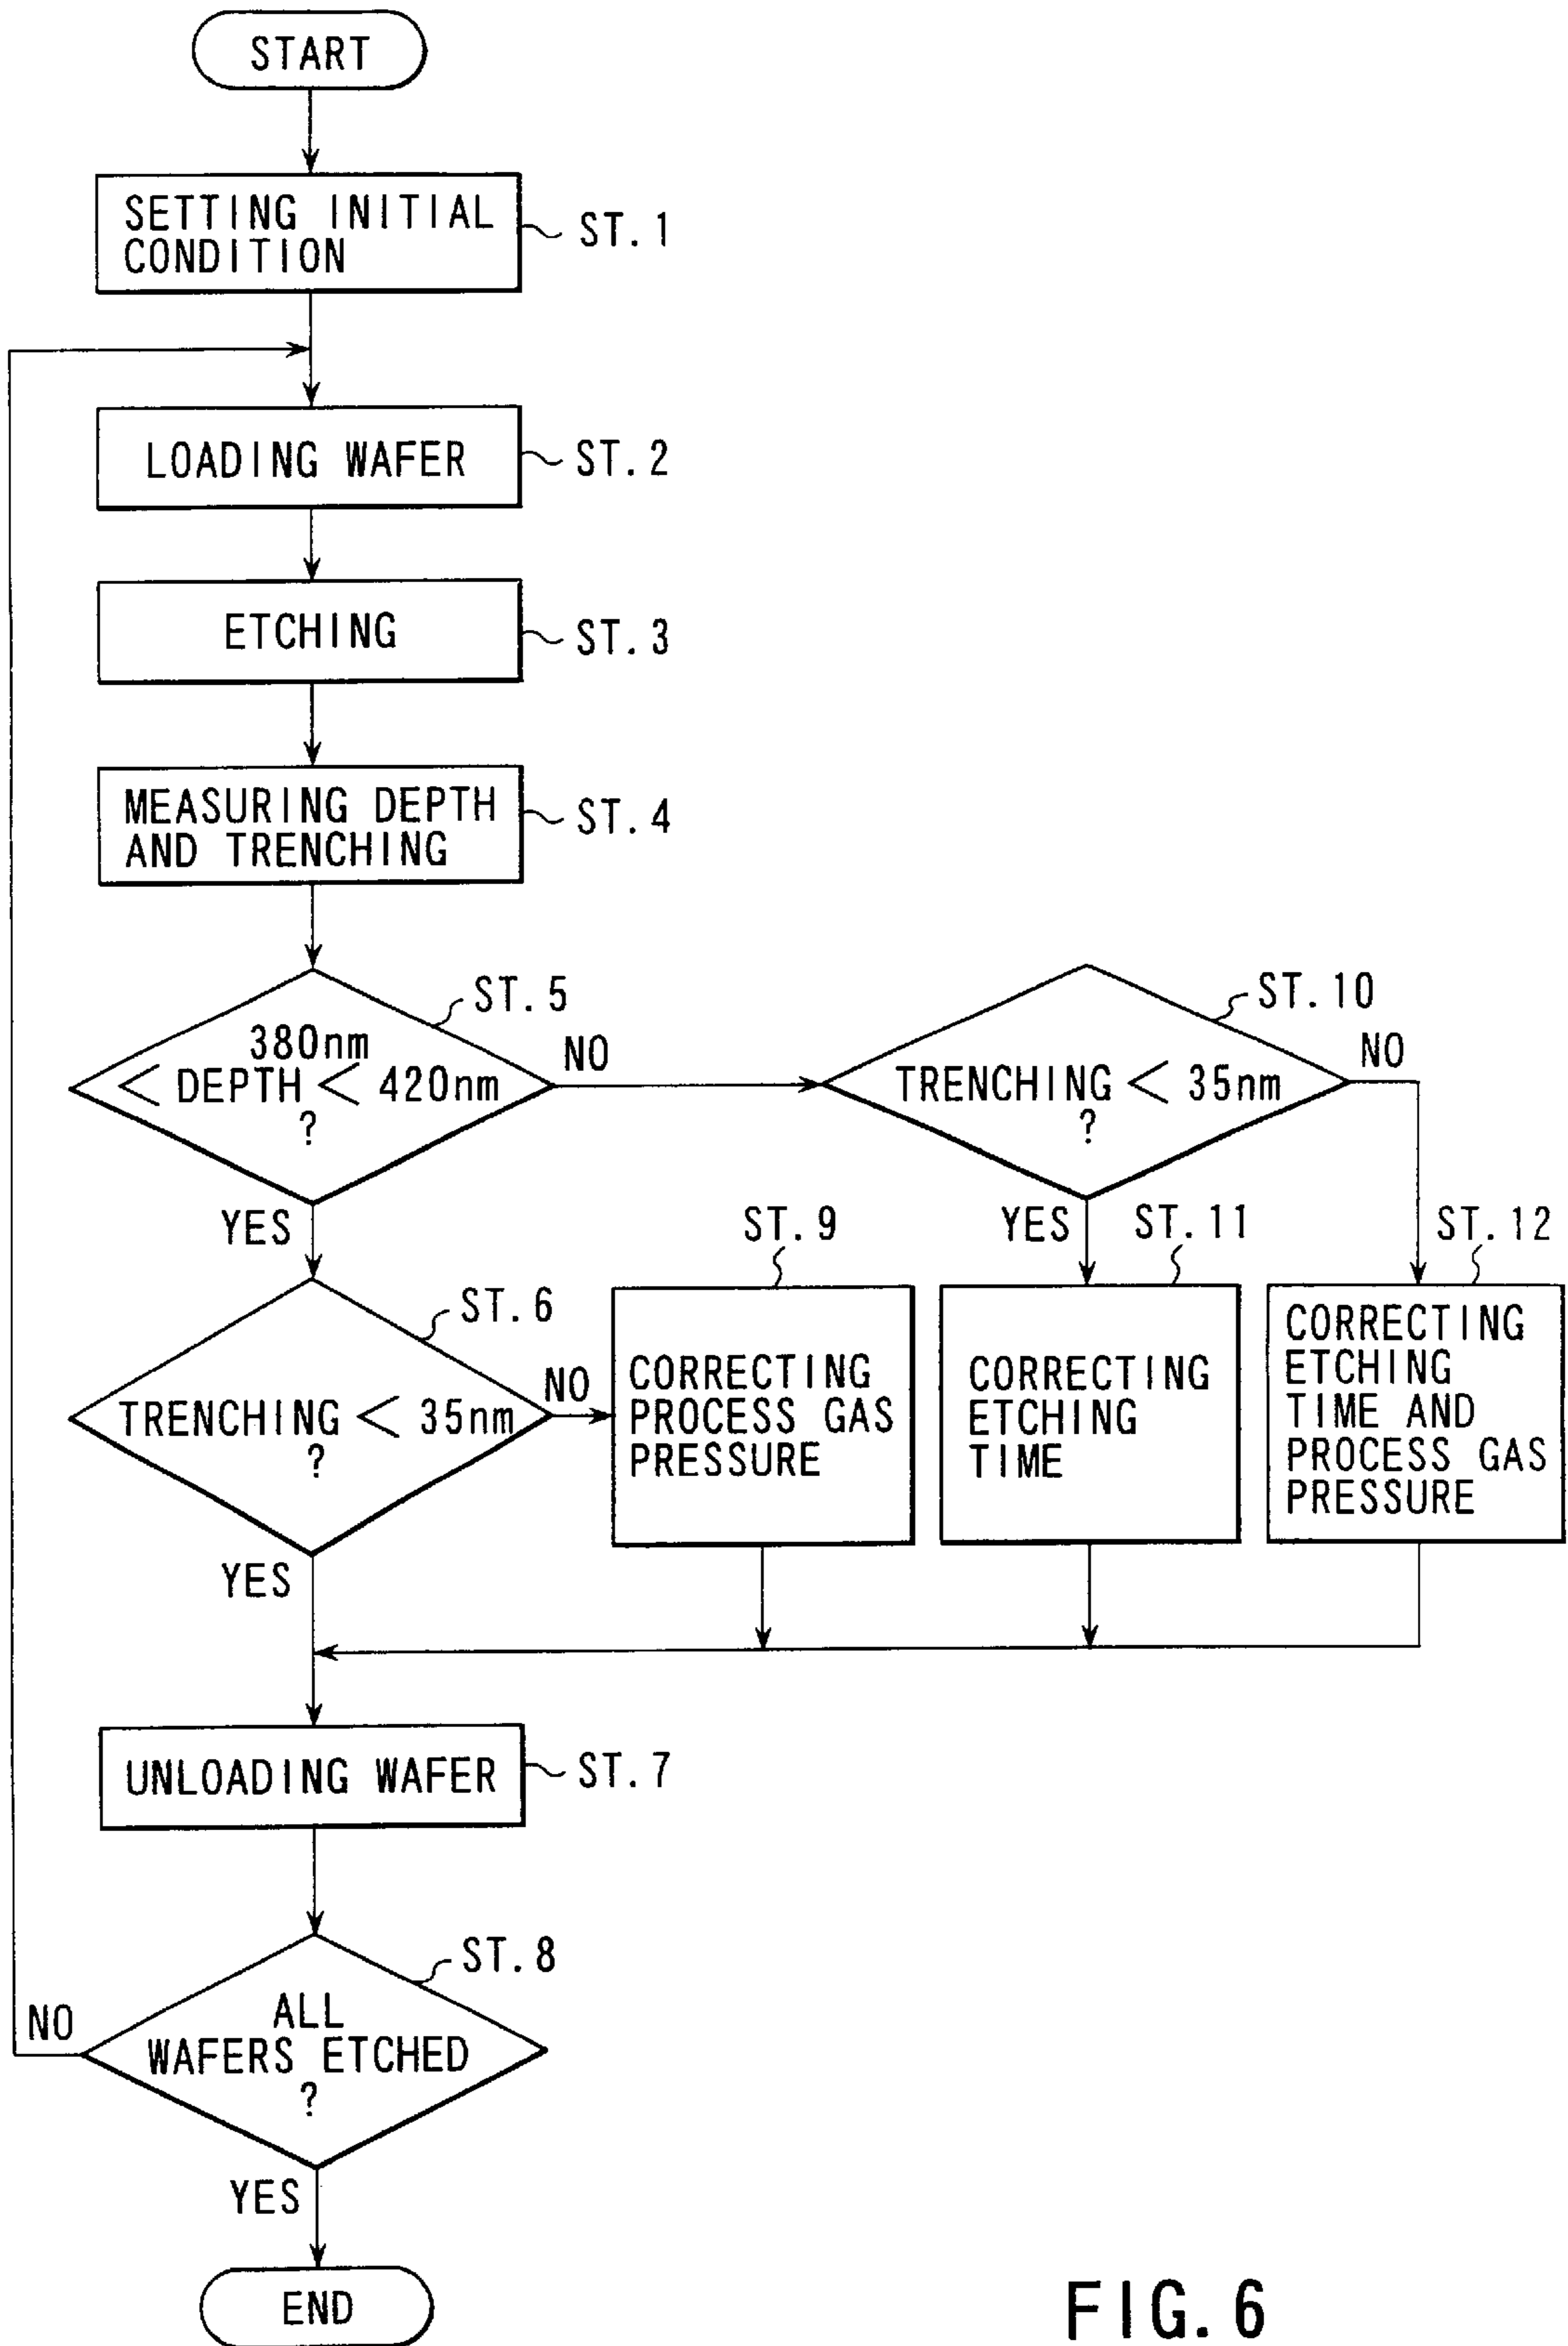 START
SETTING INITIAL
CONDITION
ST.1
LOADING WAFER
ST.2
ETCHING
ST.3
MEASURING DEPTH
AND TRENCHING
ST.4
ST.5
380nm
< DEPTH < 420nm
?
NO
YES
ST.10
TRENCHING < 35nm
?
NO
YES
ST.6
TRENCHING < 35nm
?
NO
YES
ST.9
CORRECTING
PROCESS GAS
PRESSURE
ST.11
CORRECTING
ETCHING
TIME
ST.12
CORRECTING
ETCHING
TIME AND
PROCESS GAS
PRESSURE
UNLOADING WAFER
ST.7
ST.8
ALL
WAFERS ETCHED
?
NO
YES
END
FIG.6